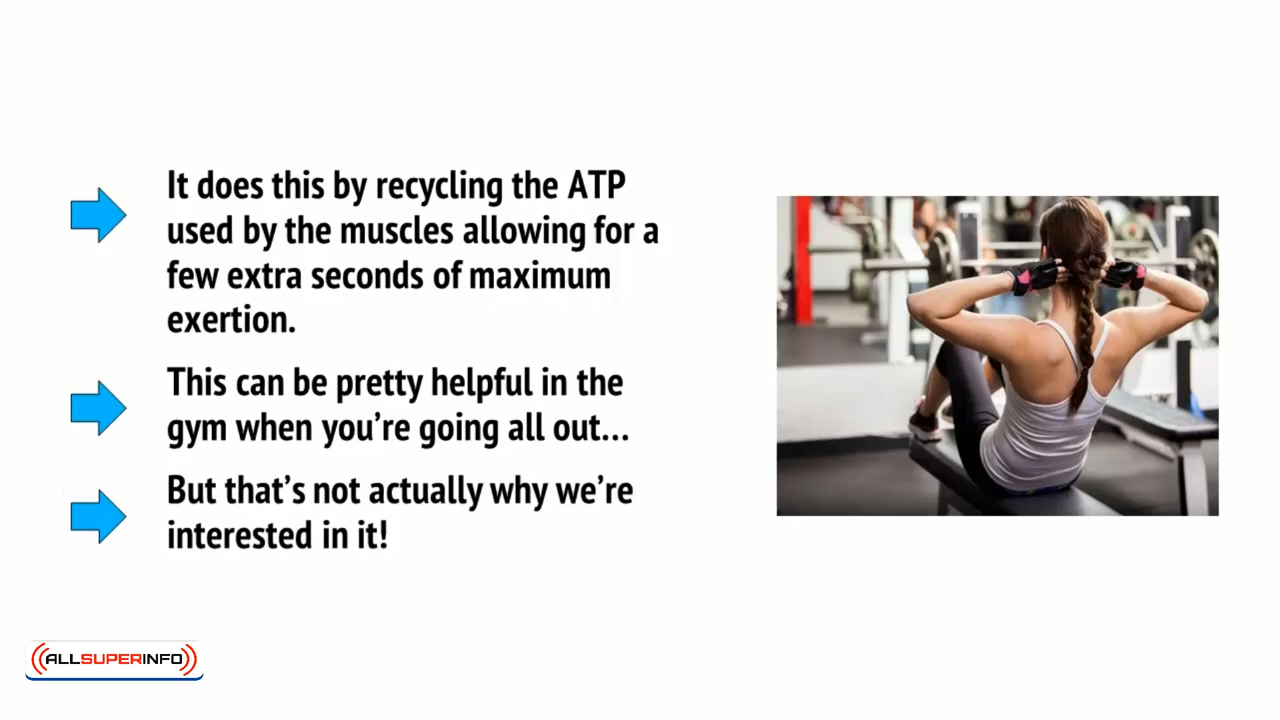 It does this by recycling the ATP
used by the muscles allowing for a
few extra seconds of maximum
exertion.
This can be pretty helpful in the
gym when you’re going all out…
But that’s not actually why we’re
interested in it!
ALLSUPERINFO